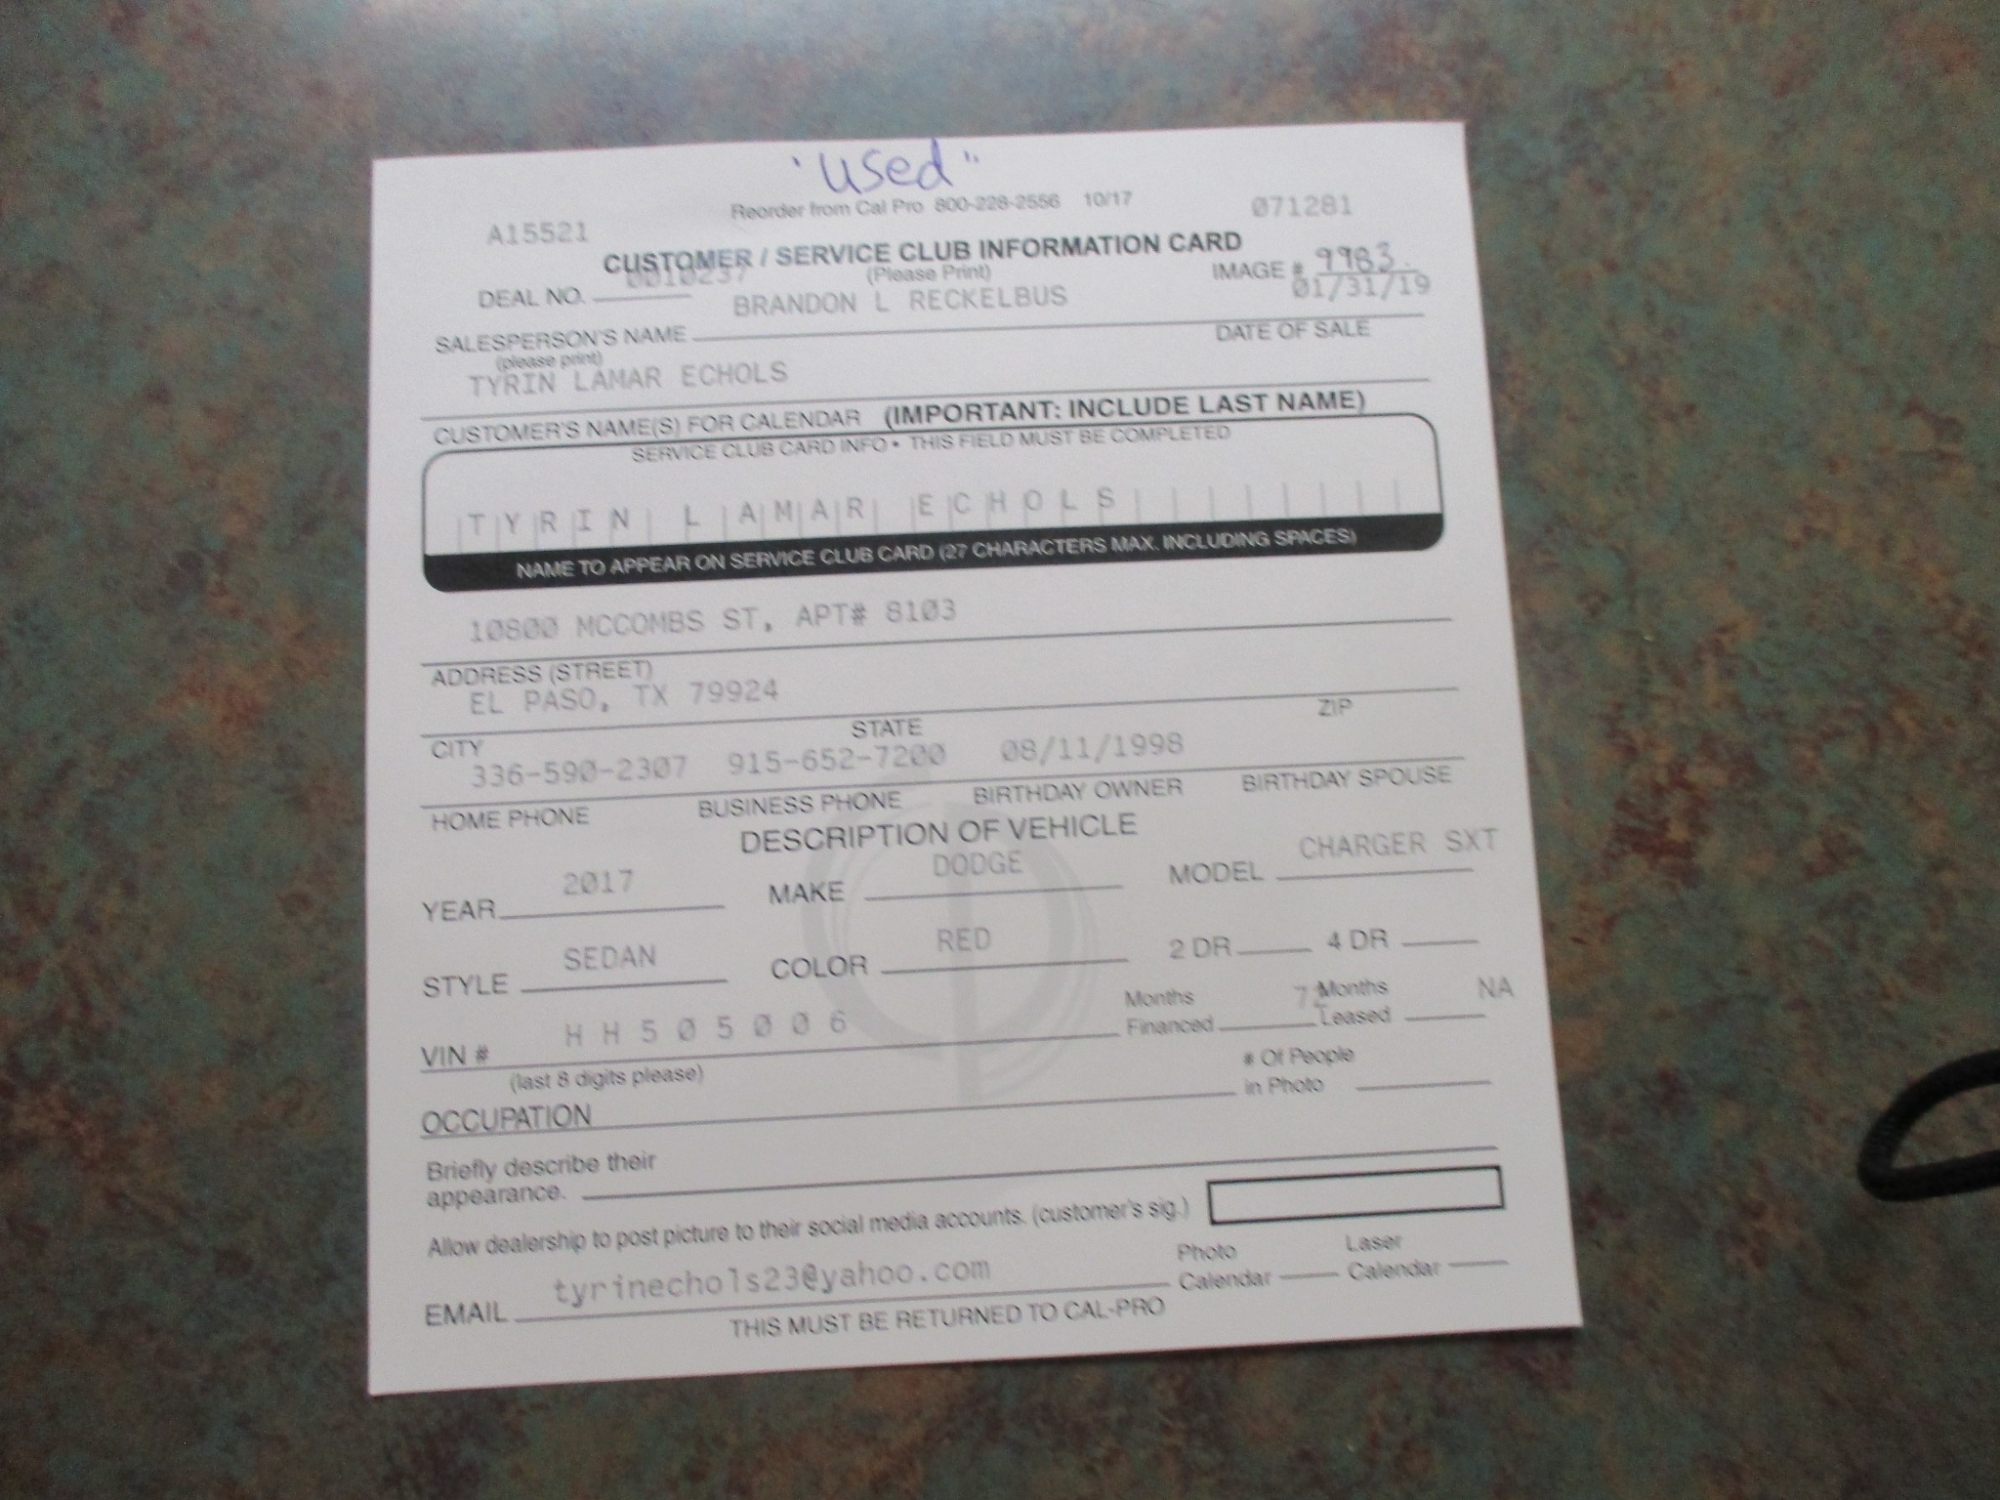 "Used"
Reorder from Cal Pro 800-228-2556 10/17
A15521 071281
CUSTOMER / SERVICE CLUB INFORMATION CARD
(Please Print)
DEAL NO. 0010237 IMAGE # 9983
BRANDON L RECKELBUS 01/31/19
SALESPERSON'S NAME DATE OF SALE
(please print)
TYRIN LAMAR ECHOLS
CUSTOMER'S NAME(S) FOR CALENDAR (IMPORTANT: INCLUDE LAST NAME)
SERVICE CLUB CARD INFO • THIS FIELD MUST BE COMPLETED
TYRIN LAMAR ECHOLS
NAME TO APPEAR ON SERVICE CLUB CARD (27 CHARACTERS MAX. INCLUDING SPACES)
10800 MCCOMBS ST, APT# 8103
ADDRESS (STREET)
EL PASO, TX 79924
CITY STATE ZIP
336-590-2307 915-652-7200 08/11/1998
HOME PHONE BUSINESS PHONE BIRTHDAY OWNER BIRTHDAY SPOUSE
DESCRIPTION OF VEHICLE
YEAR 2017 MAKE DODGE MODEL CHARGER SXT
STYLE SEDAN COLOR RED 2 DR 4 DR
VIN # HH505006 Months Financed 72 Months Leased NA
(last 8 digits please)
OCCUPATION # Of People in Photo
Briefly describe their
appearance.
Allow dealership to post picture to their social media accounts. (customer's sig.)
EMAIL tyrinechols23@yahoo.com Photo Calendar Laser Calendar
THIS MUST BE RETURNED TO CAL-PRO